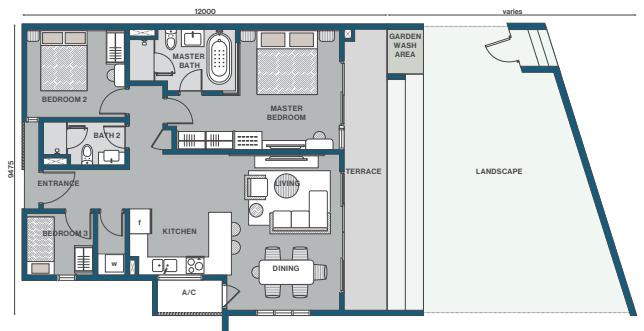 12000
varies
GARDEN
WASH
AREA
MASTER
BATH
BEDROOM 2
MASTER
BEDROOM
BATH 2
9475
ENTRANCE
LIVING
TERRACE
LANDSCAPE
f
KITCHEN
BEDROOM 3
w
DINING
A/C